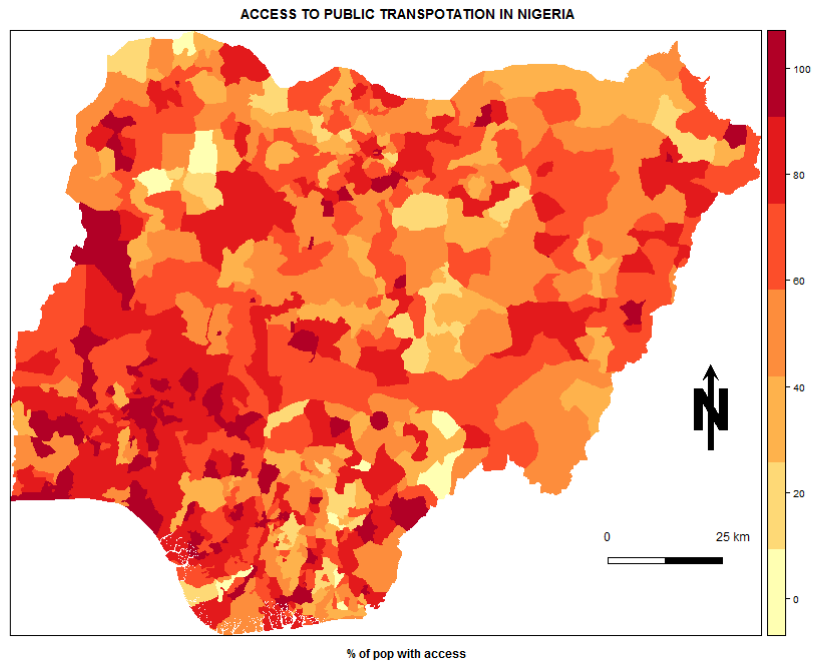 ACCESS TO PUBLIC TRANSPOTATION IN NIGERIA
100
80
60
40
20
0
N
0 25 km
% of pop with access